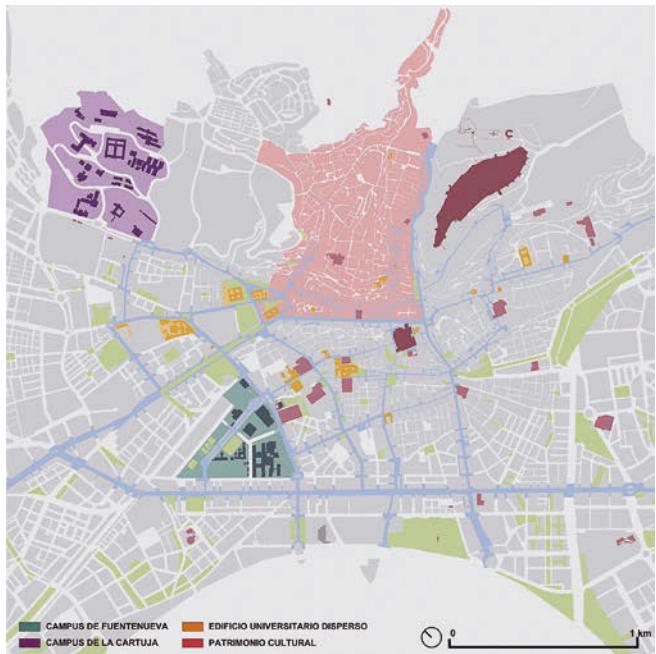 CAMPUS DE FUENTENUEVA
CAMPUS DE LA CARTUJA
EDIFICIO UNIVERSITARIO DISPERSO
PATRIMONIO CULTURAL
0 1 km